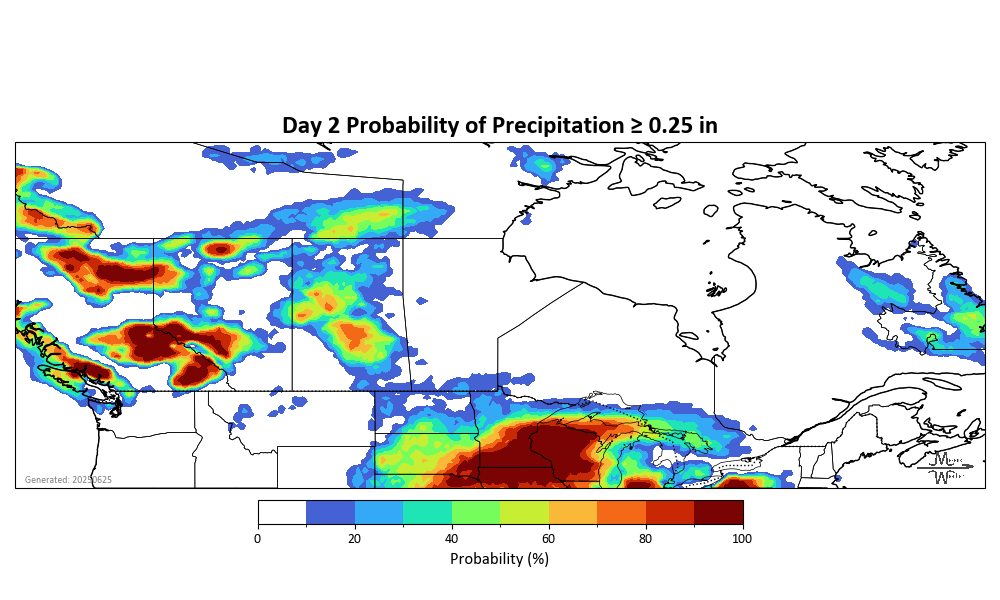 Day 2 Probability of Precipitation ≥ 0.25 in
Generated: 20250625
0 20 40 60 80 100
Probability (%)